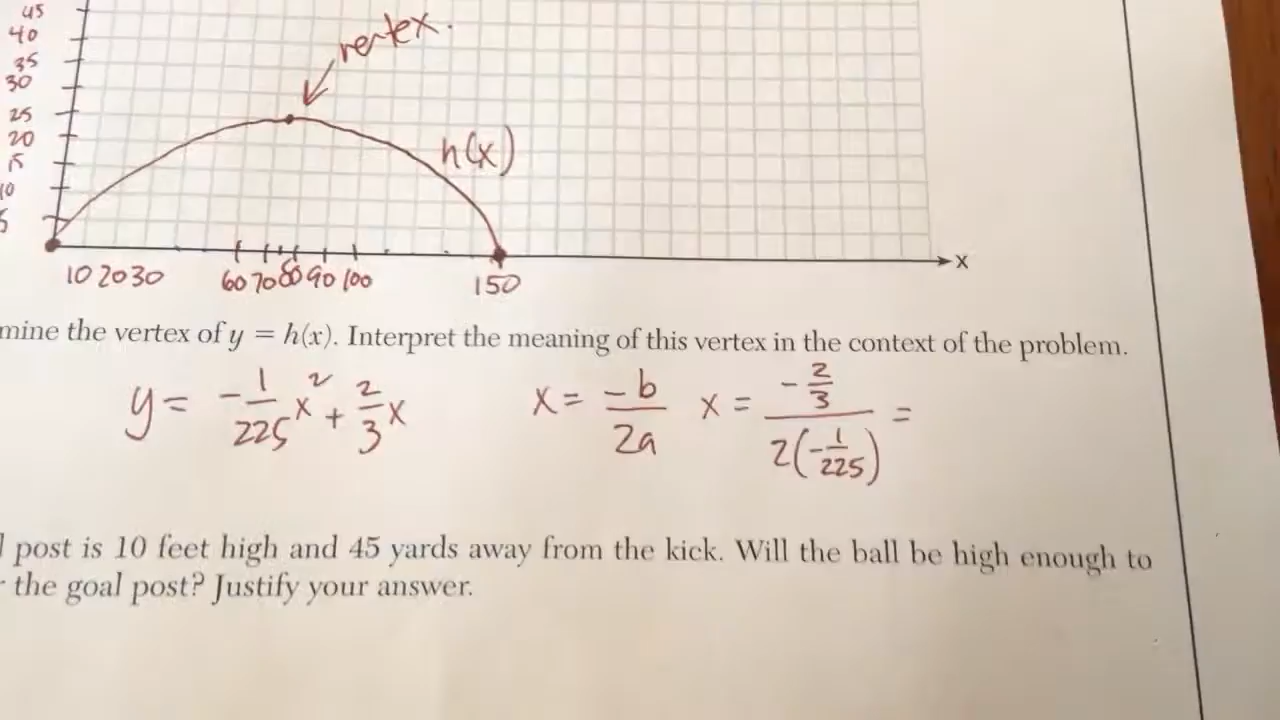 45
40
vertex.
35
30
25
20
h(x)
15
10
5
x
10 20 30 60 70 80 90 100 150
mine the vertex of y = h(x). Interpret the meaning of this vertex in the context of the problem.
y = -1/225 x² + 2/3 x   x = -b/2a   x = -2/3 / 2(-1/225) =
post is 10 feet high and 45 yards away from the kick. Will the ball be high enough to
the goal post? Justify your answer.